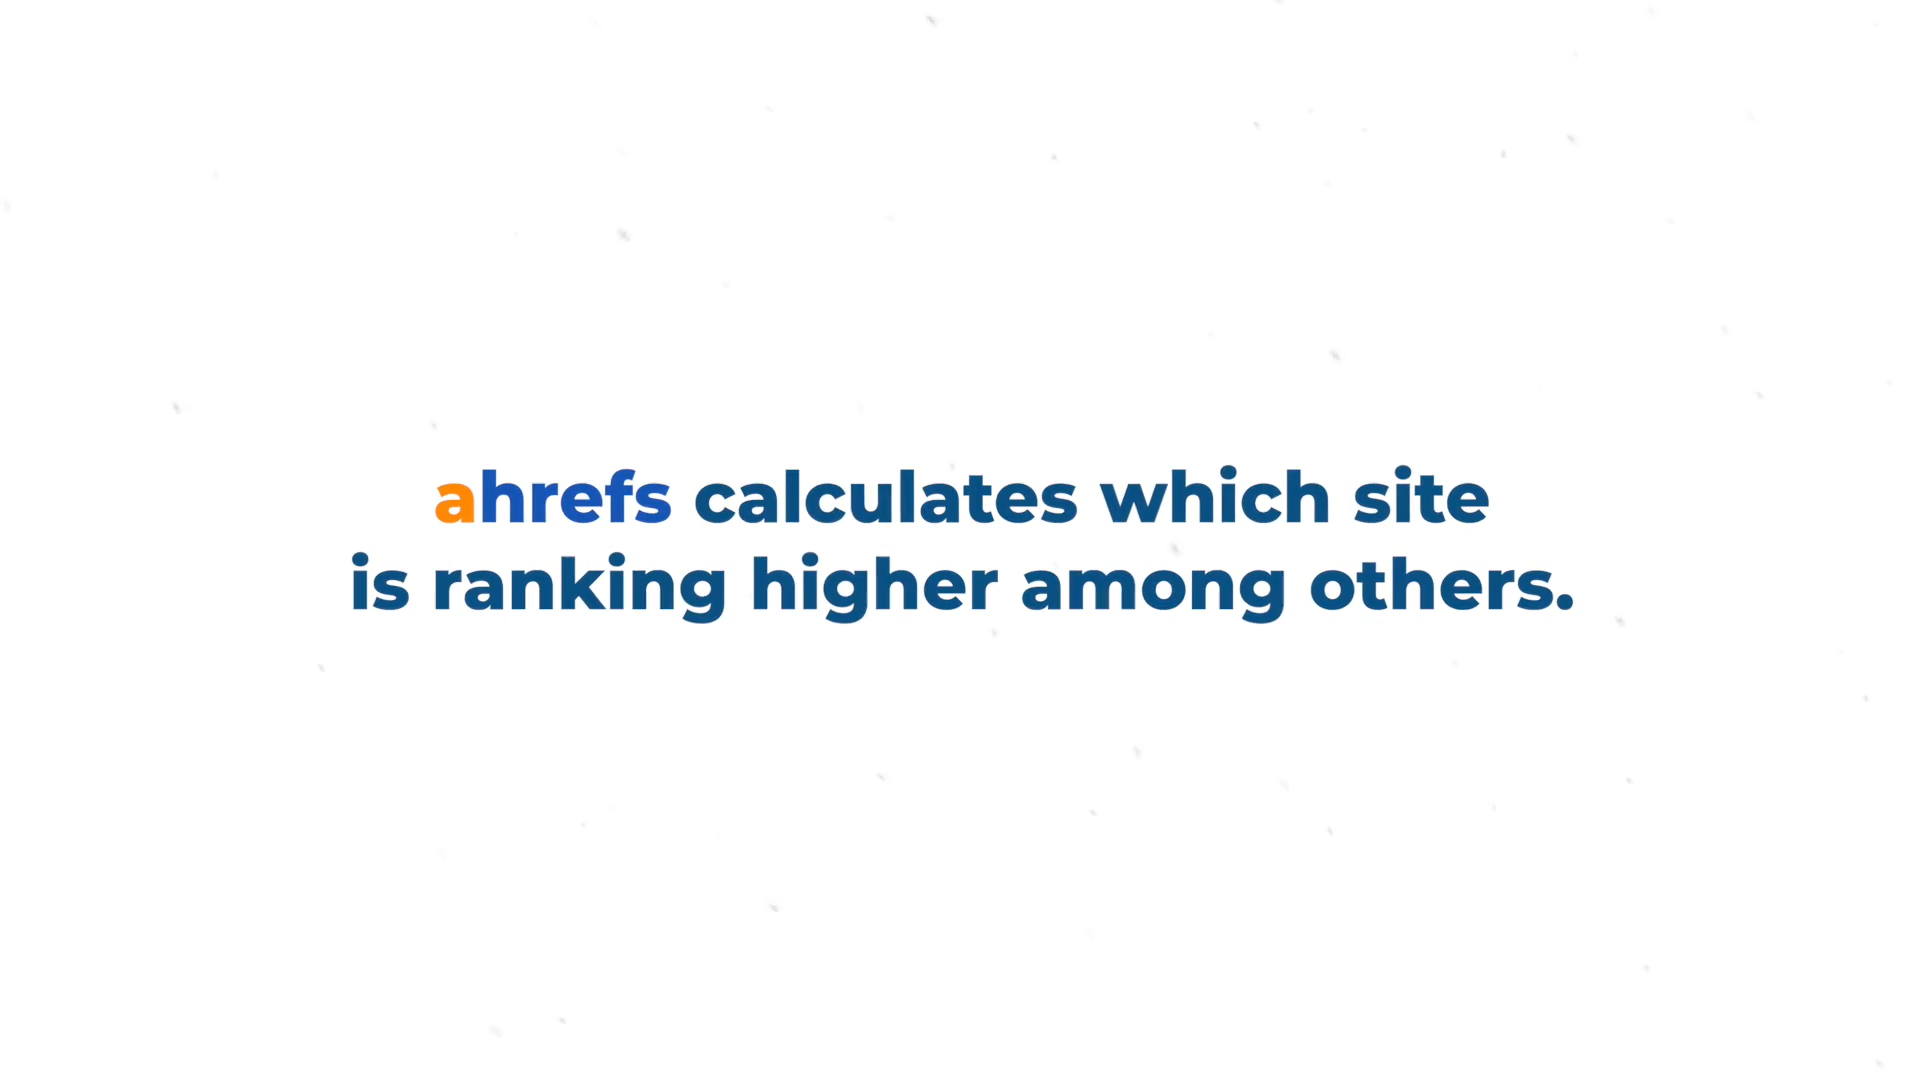 ahrefs calculates which site
is ranking higher among others.